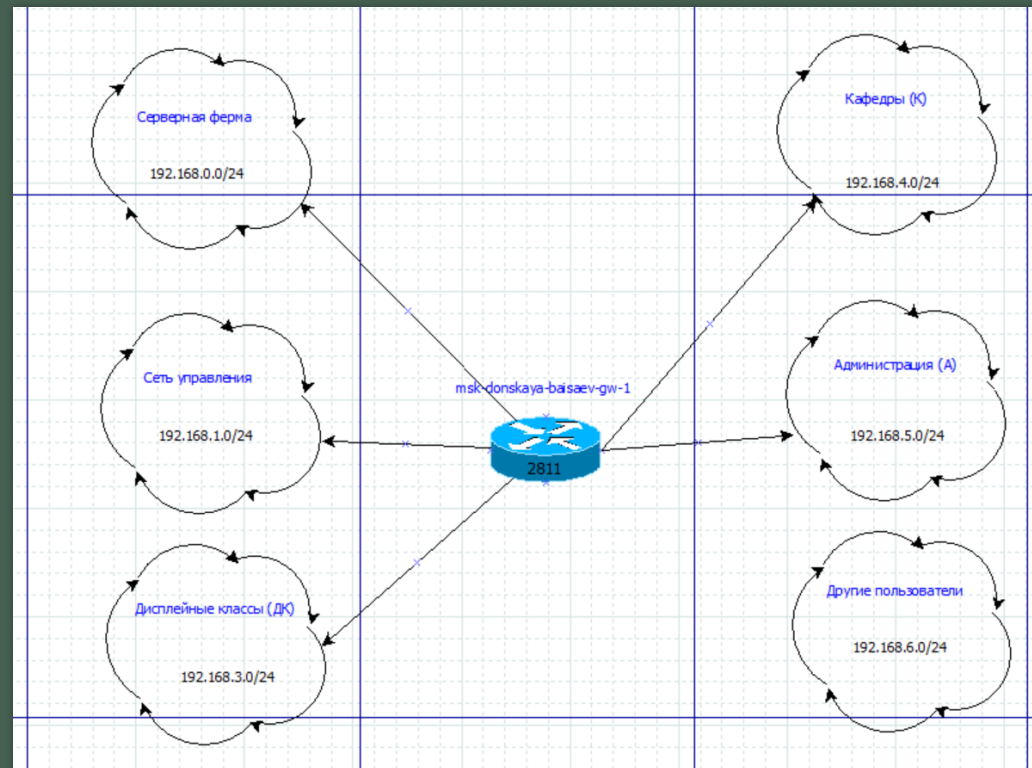 Серверная ферма
192.168.0.0/24
Кафедры (К)
192.168.4.0/24
Сеть управления
192.168.1.0/24
msk-donskaya-baisaev-gw-1
2811
Администрация (А)
192.168.5.0/24
Дисплейные классы (ДК)
192.168.3.0/24
Другие пользователи
192.168.6.0/24